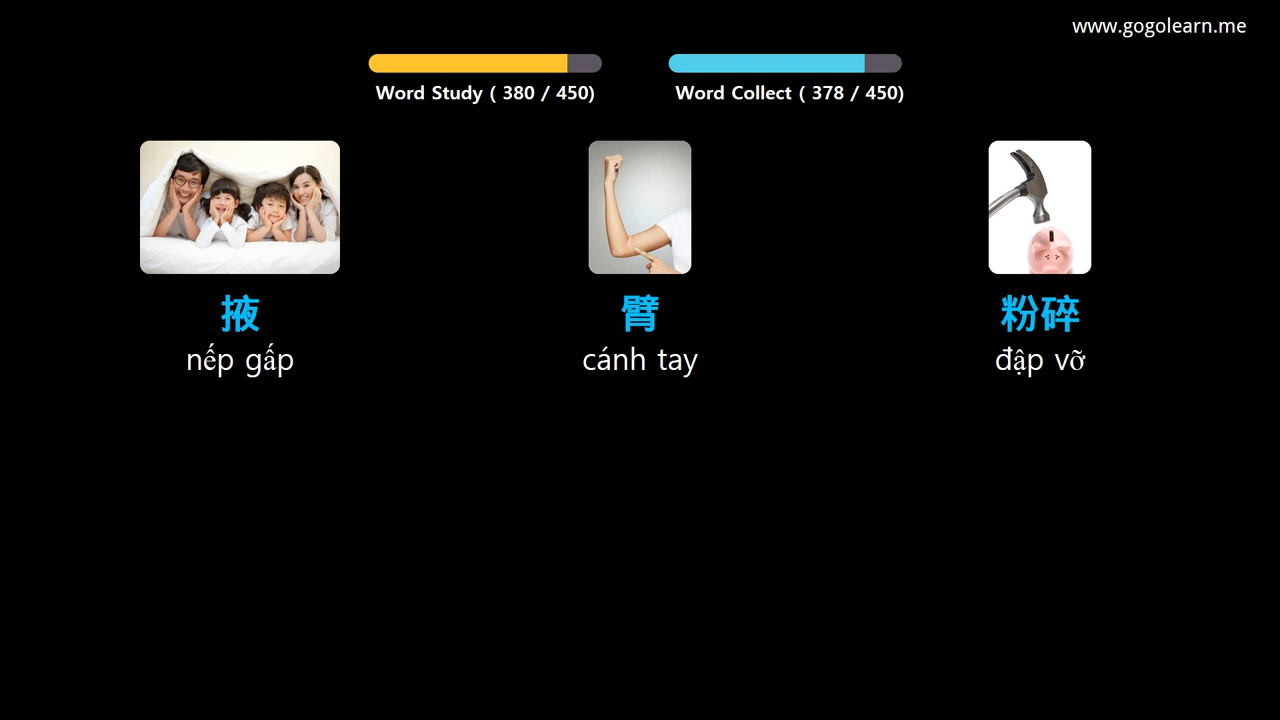 www.gogolearn.me
Word Study ( 380 / 450)
Word Collect ( 378 / 450)
掖
臂
粉碎
nếp gấp
cánh tay
đập vỡ